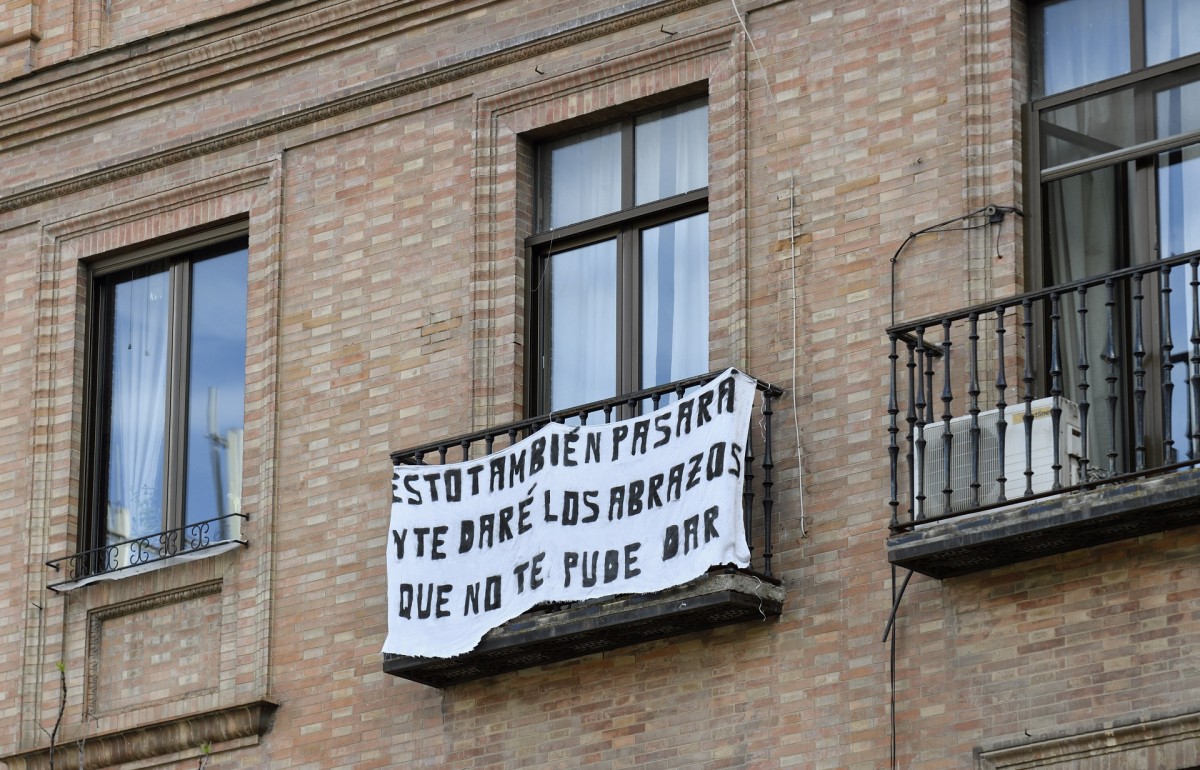 ESTO TAMBIÉN PASARA
Y TE DARÉ LOS ABRAZOS
QUE NO TE PUDE DAR